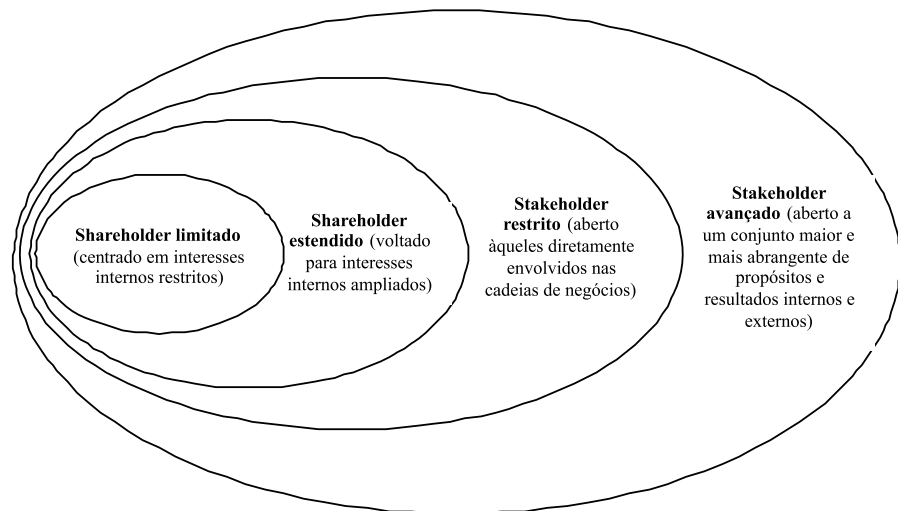 Shareholder limitado
(centrado em interesses
internos restritos)
Shareholder
estendido (voltado
para interesses
internos ampliados)
Stakeholder
restrito (aberto
àqueles diretamente
envolvidos nas
cadeias de negócios)
Stakeholder
avançado (aberto a
um conjunto maior e
mais abrangente de
propósitos e
resultados internos e
externos)